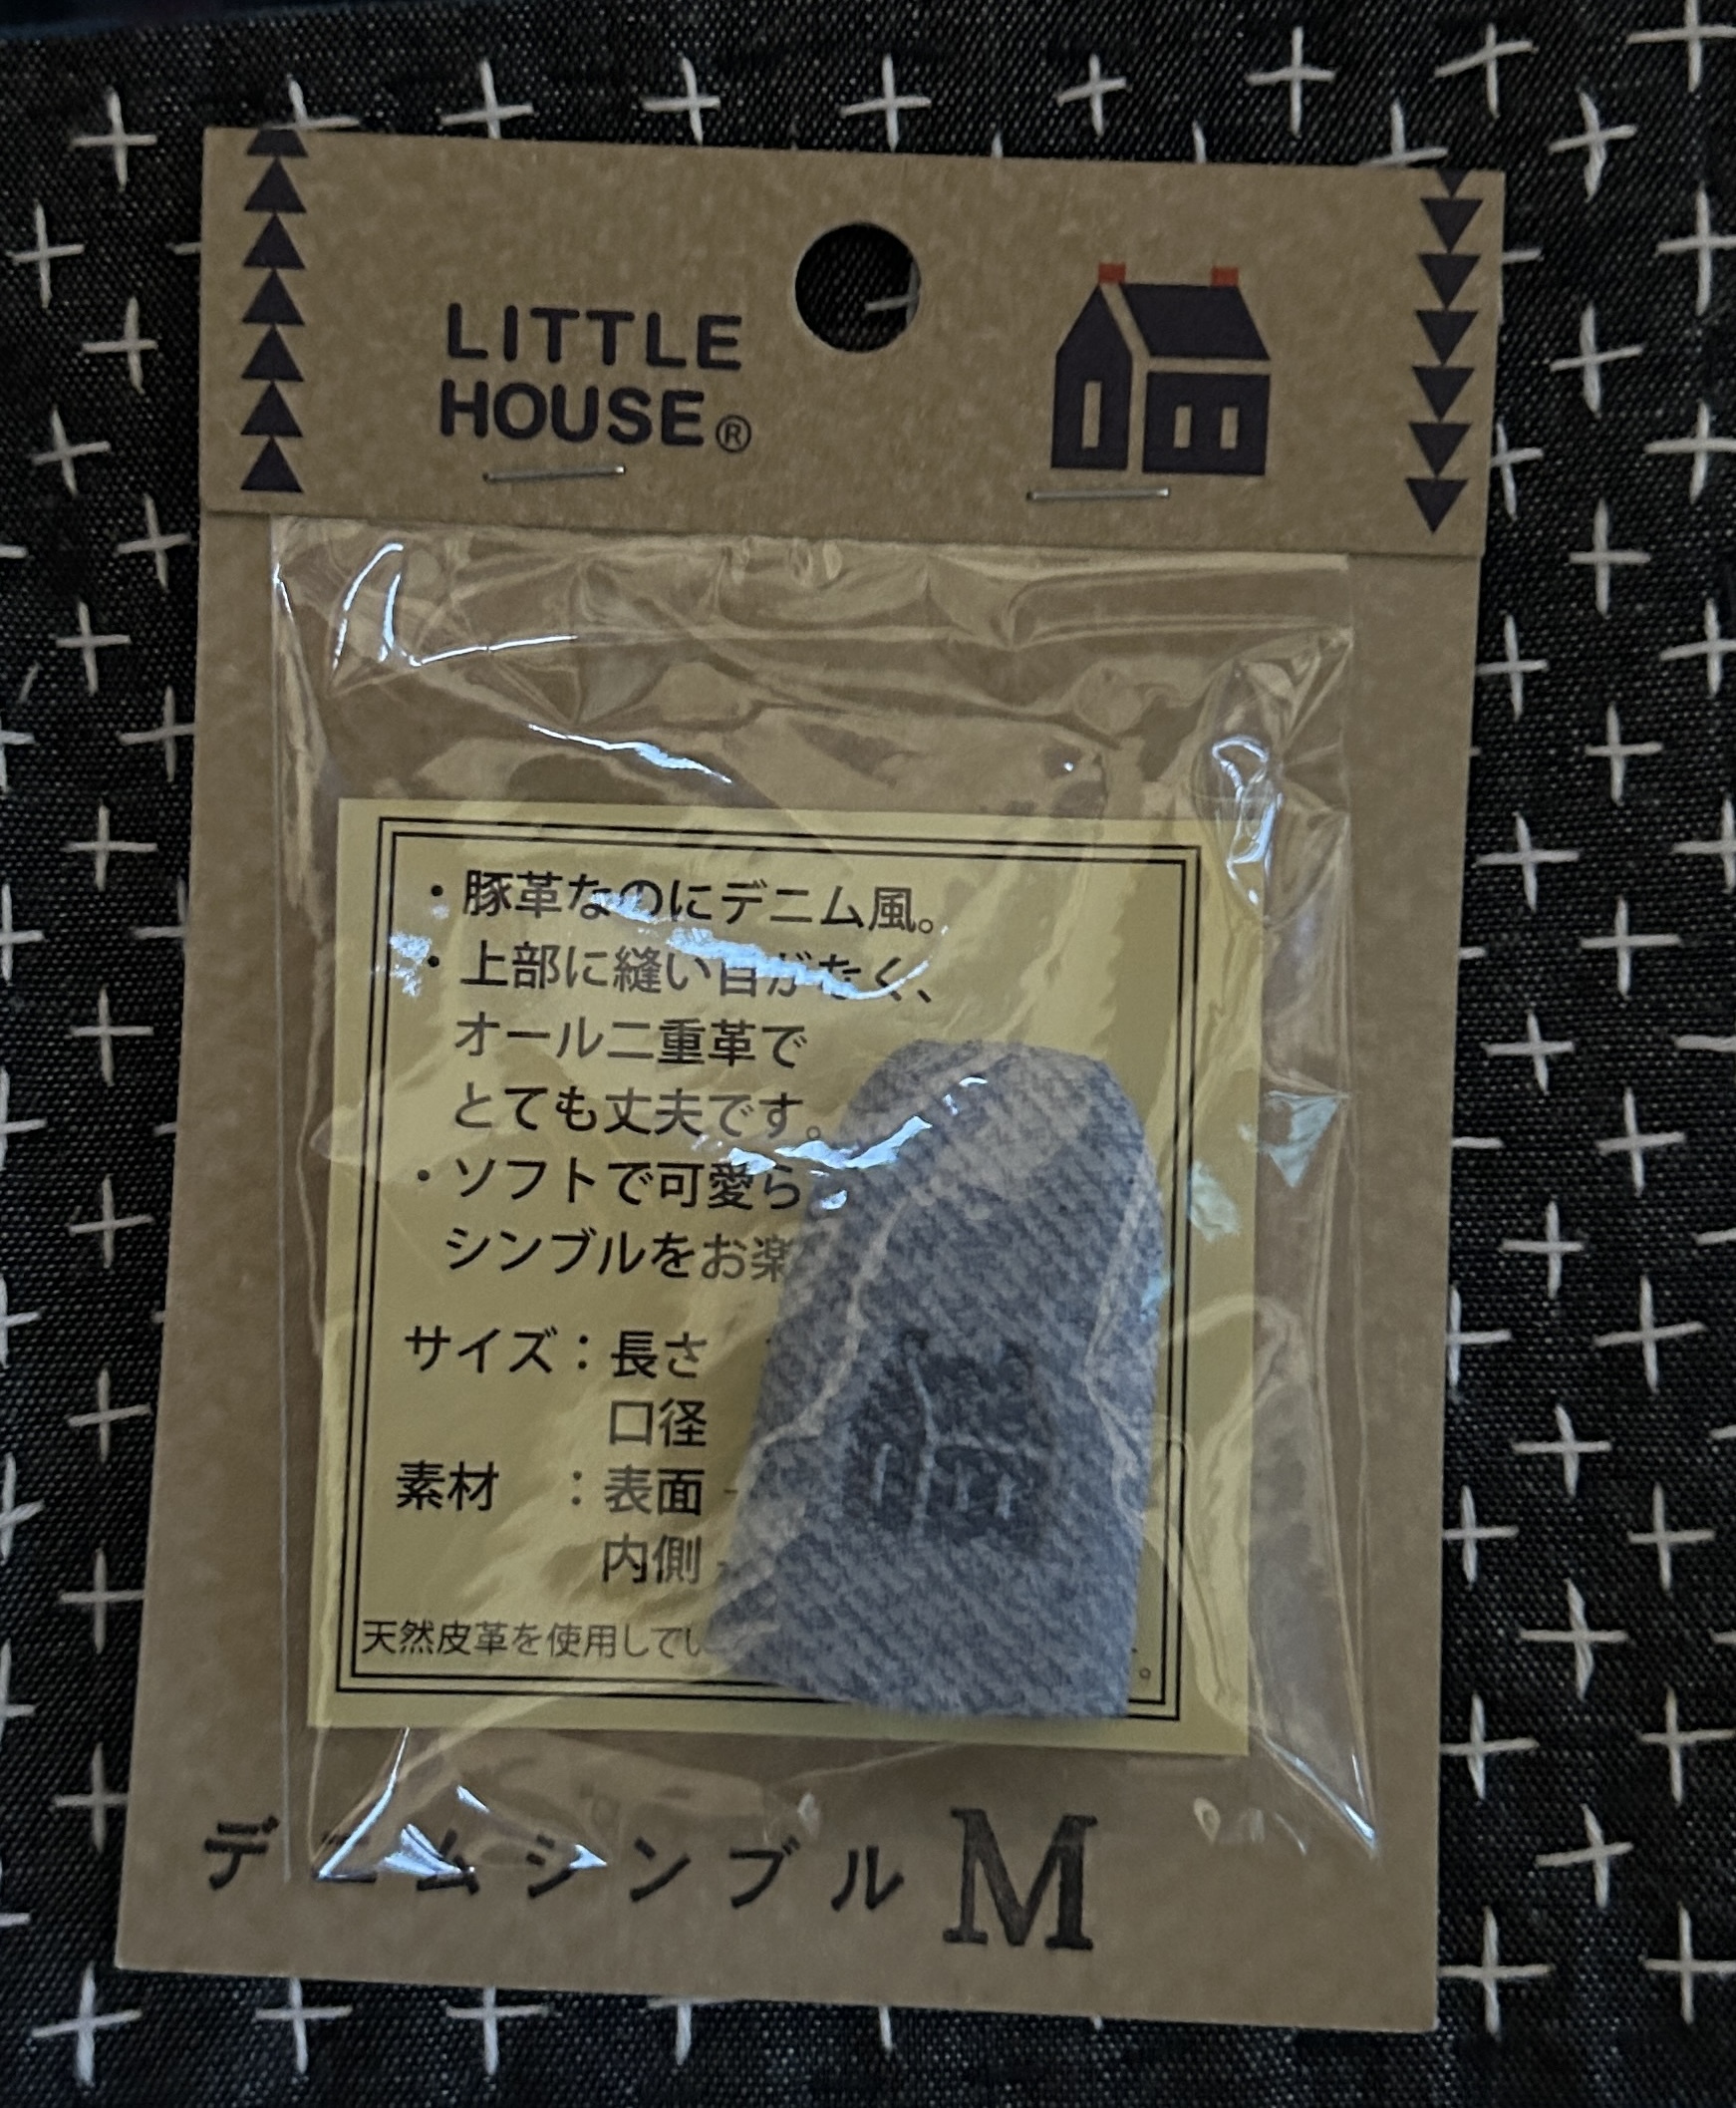 LITTLE
HOUSE®
・豚革なのにデニム風。
・上部に縫い目がなく、
オール二重革で
とても丈夫です。
・ソフトで可愛ら
シンブルをお楽
サイズ：長さ
口径
素材　：表面
内側
天然皮革を使用してい
デニムシンブルM